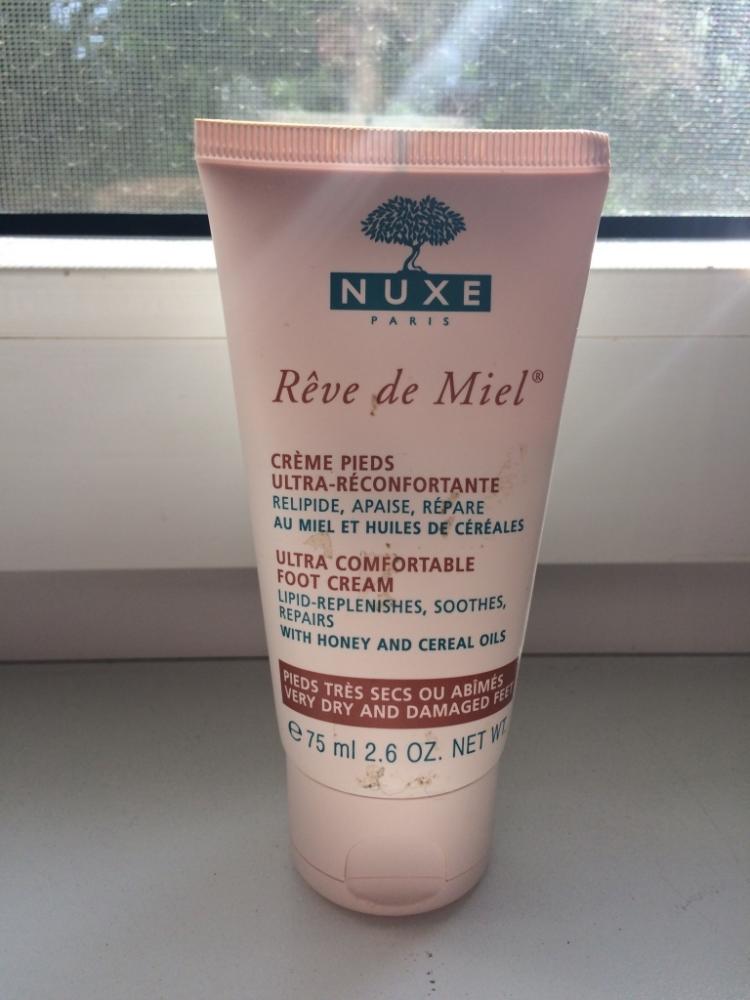 NUXE
PARIS
Rêve de Miel®
CRÈME PIEDS
ULTRA-RÉCONFORTANTE
RELIPIDE, APAISE, RÉPARE
AU MIEL ET HUILES DE CÉRÉALES
ULTRA COMFORTABLE
FOOT CREAM
LIPID-REPLENISHES, SOOTHES,
REPAIRS
WITH HONEY AND CEREAL OILS
PIEDS TRÈS SECS OU ABÎMÉS
VERY DRY AND DAMAGED FEET
℮ 75 ml 2.6 OZ. NET WT.